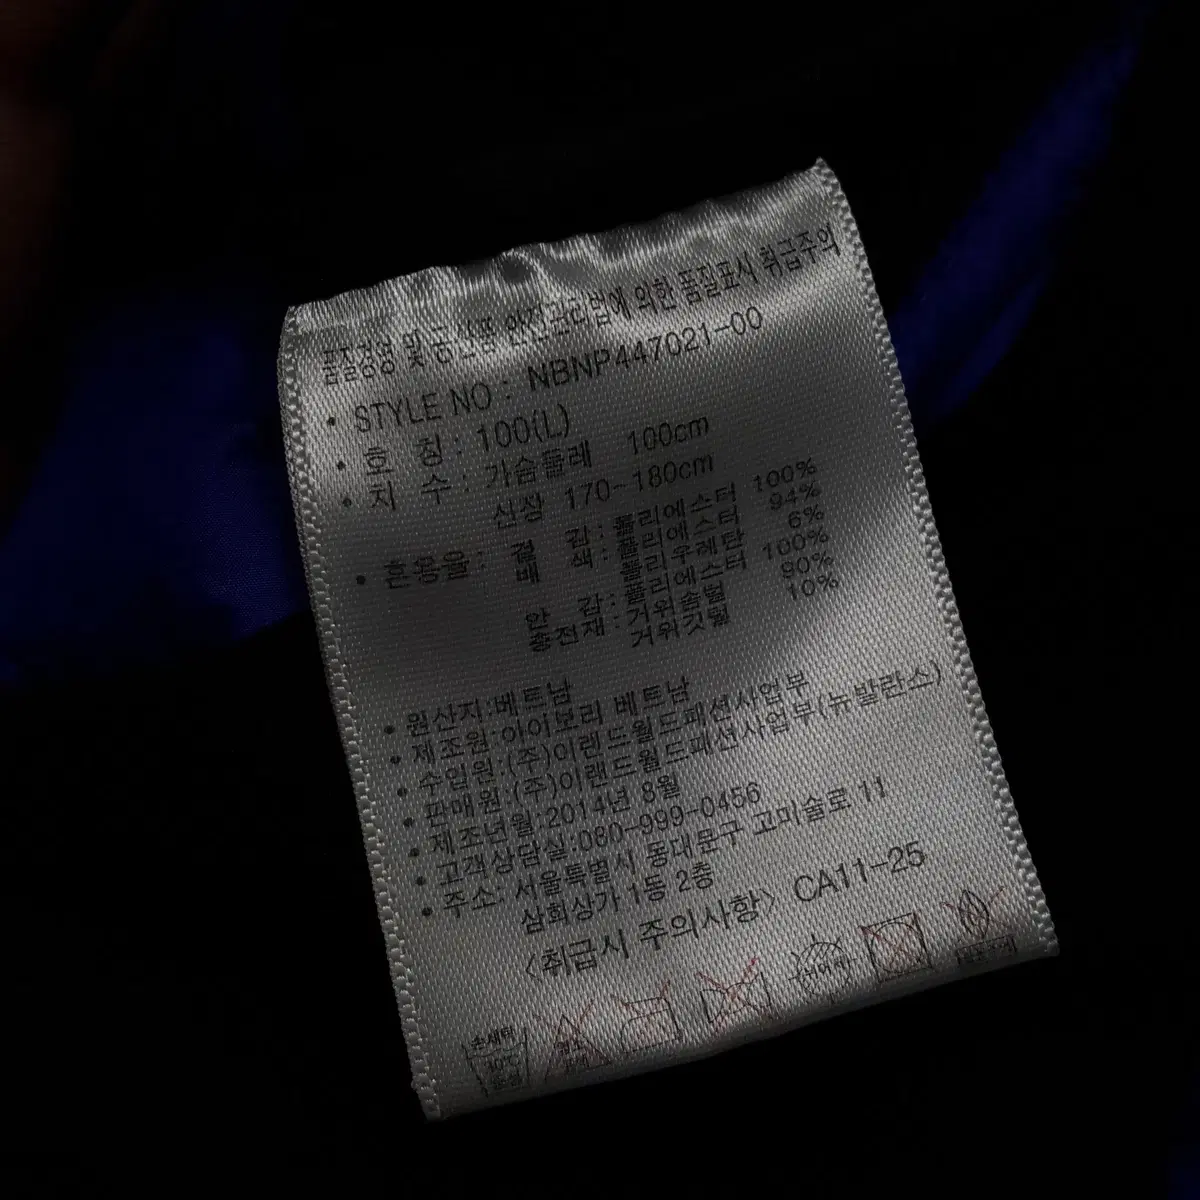 품질경영 및 공산품 안전관리법에 의한 품질표시 취급주의
• STYLE NO : NBNP447021-00
• 호 칭 : 100(L)
• 치 수 : 가슴둘레 100cm
신장 170-180cm
• 혼용율 : 겉 감 : 폴리에스터 100%
배 색 : 폴리에스터 94%
폴리우레탄 6%
안 감 : 폴리에스터 100%
충전재 : 거위솜털 90%
거위깃털 10%
• 원산지:베트남
• 제조원:아이보리 베트남
• 수입원:(주)이랜드월드패션사업부
• 판매원:(주)이랜드월드패션사업부(뉴발란스)
• 제조년월:2014년 8월
• 고객상담실:080-999-0456
• 주소: 서울특별시 동대문구 고미술로 11
삼희상가 1동 2층
<취급시 주의사항> CA11-25
손세탁